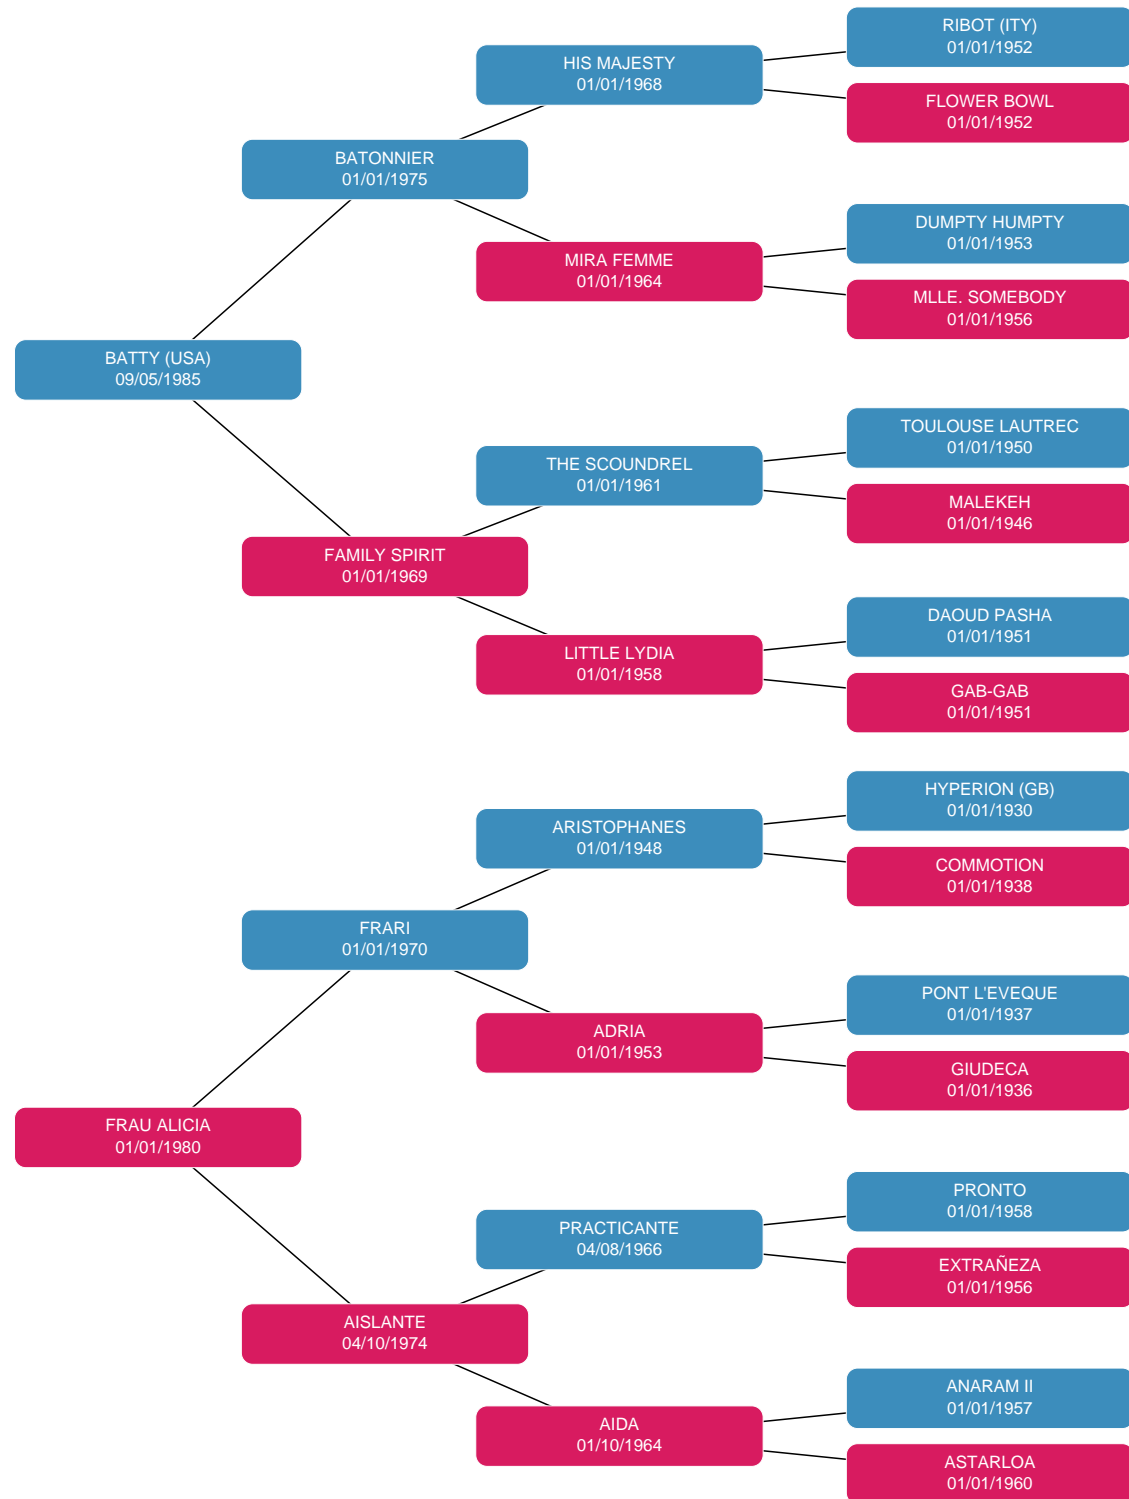 RIBOT (ITY)
01/01/1952
HIS MAJESTY
01/01/1968
FLOWER BOWL
01/01/1952
BATONNIER
01/01/1975
DUMPTY HUMPTY
01/01/1953
MIRA FEMME
01/01/1964
MLLE. SOMEBODY
01/01/1956
BATTY (USA)
09/05/1985
TOULOUSE LAUTREC
01/01/1950
THE SCOUNDREL
01/01/1961
MALEKEH
01/01/1946
FAMILY SPIRIT
01/01/1969
DAOUD PASHA
01/01/1951
LITTLE LYDIA
01/01/1958
GAB-GAB
01/01/1951
HYPERION (GB)
01/01/1930
ARISTOPHANES
01/01/1948
COMMOTION
01/01/1938
FRARI
01/01/1970
PONT L'EVEQUE
01/01/1937
ADRIA
01/01/1953
GIUDECA
01/01/1936
FRAU ALICIA
01/01/1980
PRONTO
01/01/1958
PRACTICANTE
04/08/1966
EXTRAÑEZA
01/01/1956
AISLANTE
04/10/1974
ANARAM II
01/01/1957
AIDA
01/10/1964
ASTARLOA
01/01/1960